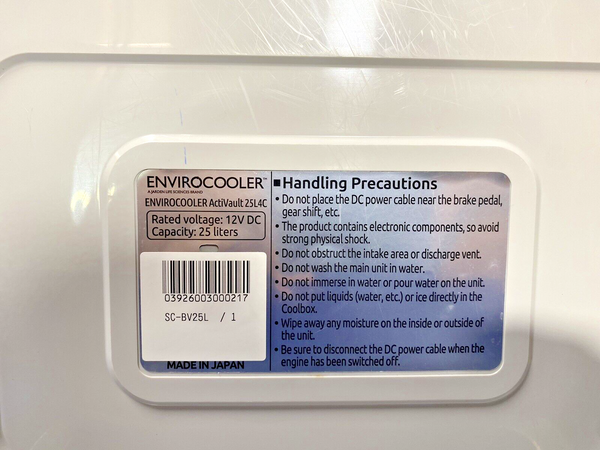 ENVIROCOOLER™
A JARDEN LIFE SCIENCES BRAND
ENVIROCOOLER ActiVault 25L4C
Rated voltage: 12V DC
Capacity: 25 liters
03926003000217
SC-BV25L / 1
MADE IN JAPAN
■Handling Precautions
• Do not place the DC power cable near the brake pedal,
gear shift, etc.
• The product contains electronic components, so avoid
strong physical shock.
• Do not obstruct the intake area or discharge vent.
• Do not wash the main unit in water.
• Do not immerse in water or pour water on the unit.
• Do not put liquids (water, etc.) or ice directly in the
Coolbox.
• Wipe away any moisture on the inside or outside of
the unit.
• Be sure to disconnect the DC power cable when the
engine has been switched off.